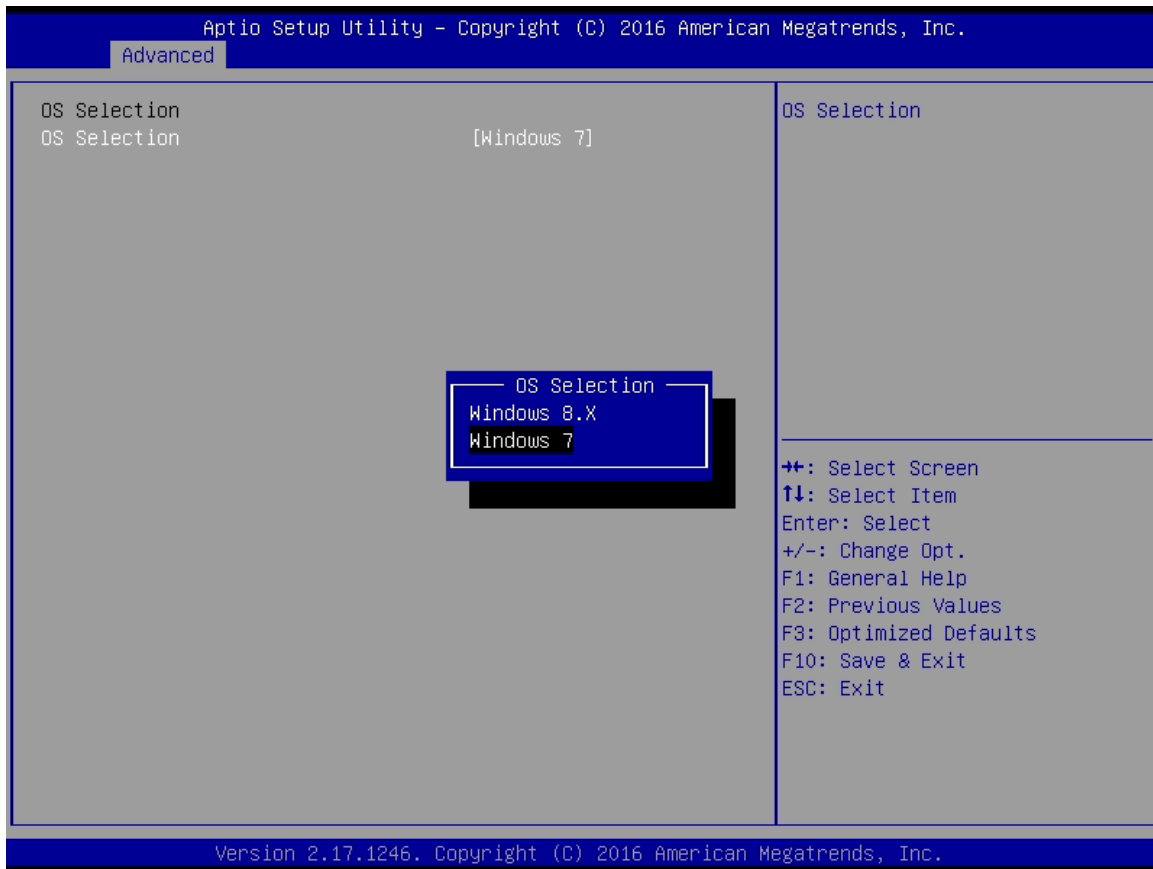 Aptio Setup Utility – Copyright (C) 2016 American Megatrends, Inc.
Advanced
OS Selection
OS Selection [Windows 7]
OS Selection
Windows 8.X
Windows 7
OS Selection
→←: Select Screen
↑↓: Select Item
Enter: Select
+/-: Change Opt.
F1: General Help
F2: Previous Values
F3: Optimized Defaults
F10: Save & Exit
ESC: Exit
Version 2.17.1246. Copyright (C) 2016 American Megatrends, Inc.